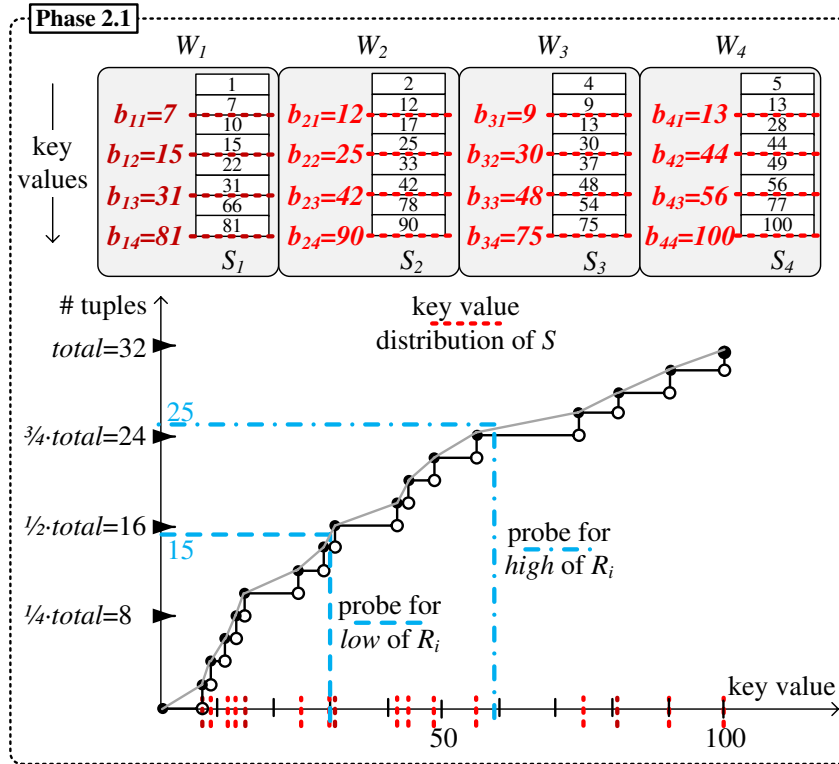 Phase 2.1
W1 W2 W3 W4
key values
1
7
10
15
22
31
66
81
b11=7
b12=15
b13=31
b14=81
S1
2
12
17
25
33
42
78
90
b21=12
b22=25
b23=42
b24=90
S2
4
9
13
30
37
48
54
75
b31=9
b32=30
b33=48
b34=75
S3
5
13
28
44
49
56
77
100
b41=13
b42=44
b43=56
b44=100
S4
# tuples
key value
distribution of S
total=32
25
¾·total=24
½·total=16
15
¼·total=8
probe for
high of Ri
probe for
low of Ri
key value
50
100